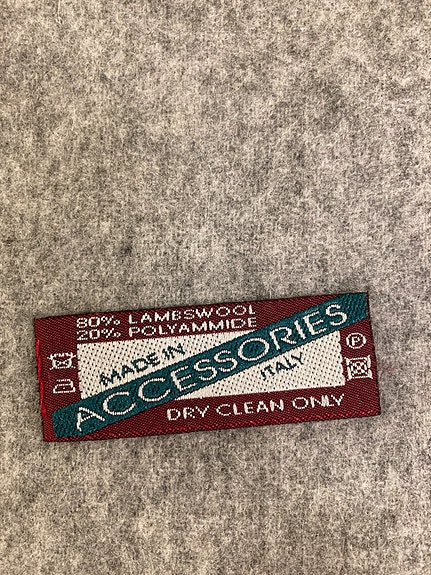 80% LAMBSWOOL
20% POLYAMMIDE
MADE IN
ACCESSORIES
ITALY
P
DRY CLEAN ONLY